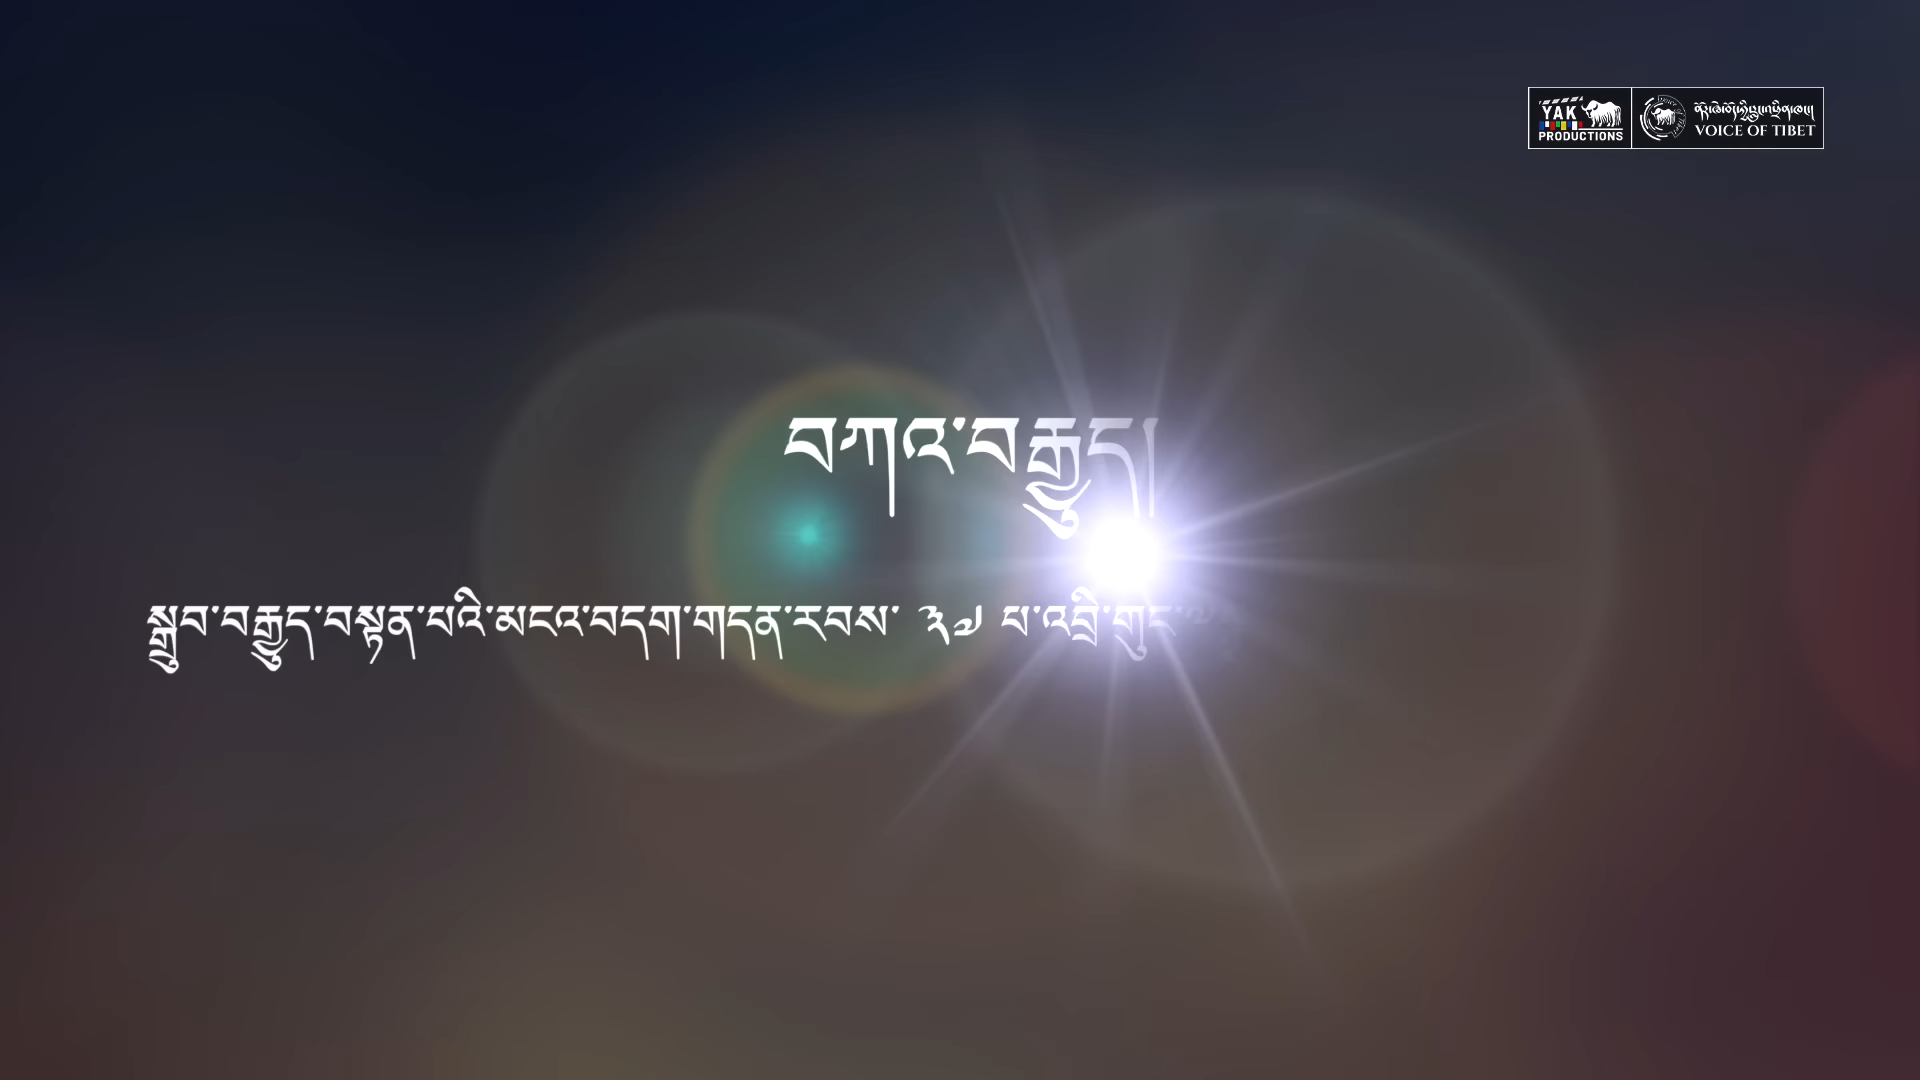 YAK
PRODUCTIONS
VOICE OF TIBET
བཀའ་བརྒྱུད།
སྒྲུབ་བརྒྱུད་བསྟན་པའི་མངའ་བདག་གདན་རབས་ ༣༧ པ་འབྲི་གུང་